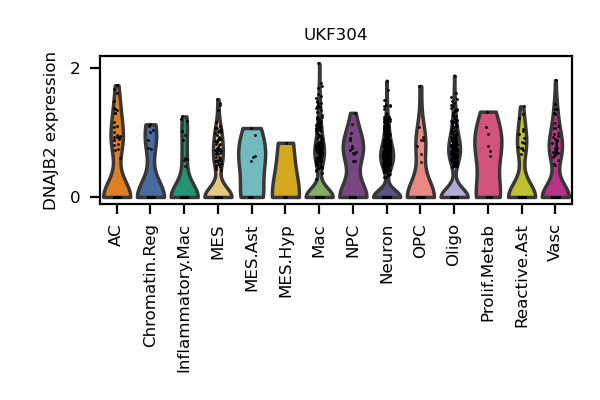 UKF304
DNAJB2 expression
2
0
AC
Chromatin.Reg
Inflammatory.Mac
MES
MES.Ast
MES.Hyp
Mac
NPC
Neuron
OPC
Oligo
Prolif.Metab
Reactive.Ast
Vasc